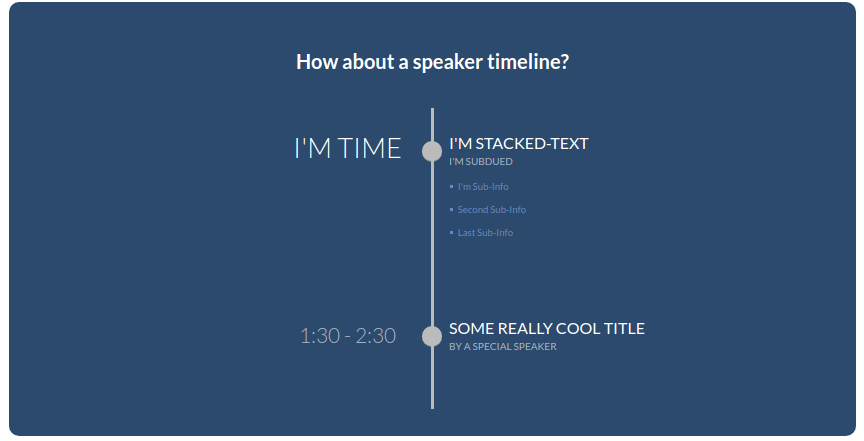 How about a speaker timeline?
I'M TIME
I'M STACKED-TEXT
I'M SUBDUED
I'm Sub-Info
Second Sub-Info
Last Sub-Info
1:30 - 2:30
SOME REALLY COOL TITLE
BY A SPECIAL SPEAKER